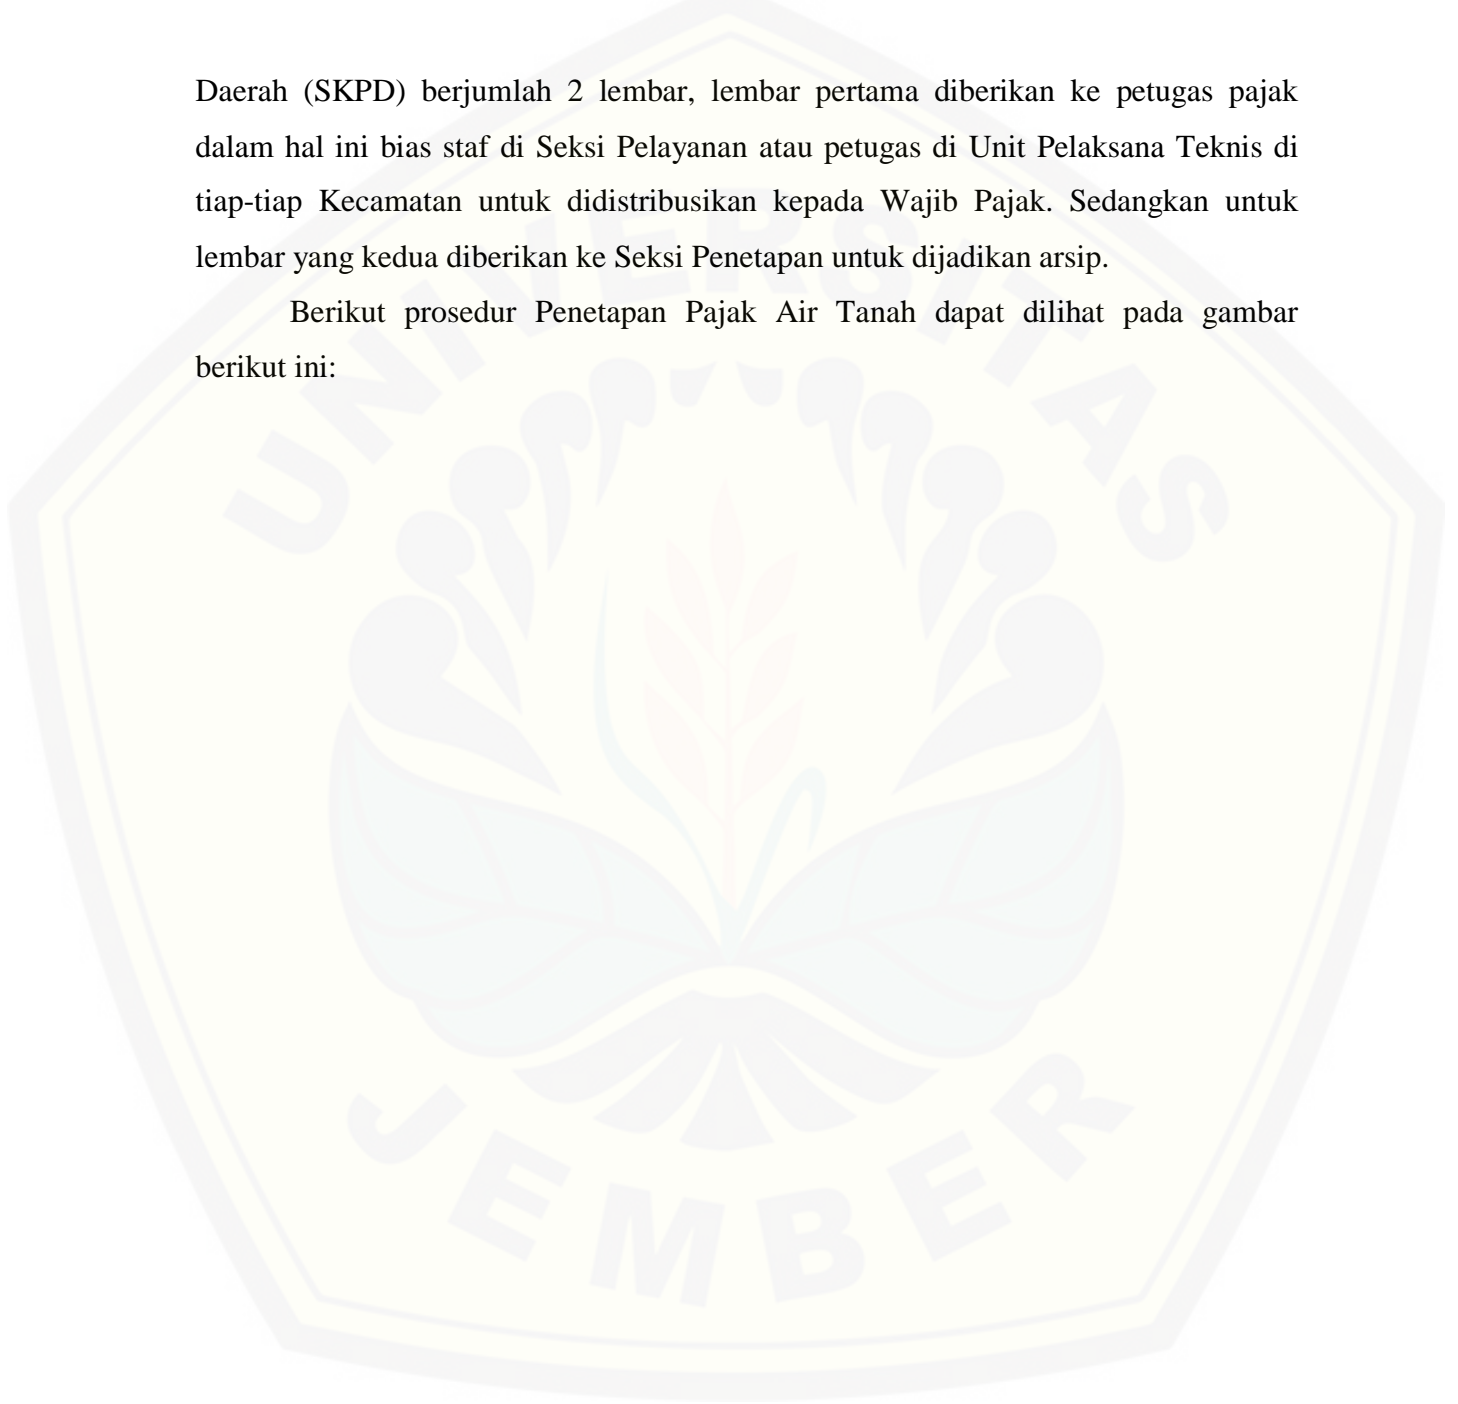 Daerah (SKPD) berjumlah 2 lembar, lembar pertama diberikan ke petugas pajak
dalam hal ini bias staf di Seksi Pelayanan atau petugas di Unit Pelaksana Teknis di
tiap-tiap Kecamatan untuk didistribusikan kepada Wajib Pajak. Sedangkan untuk
lembar yang kedua diberikan ke Seksi Penetapan untuk dijadikan arsip.
Berikut prosedur Penetapan Pajak Air Tanah dapat dilihat pada gambar
berikut ini:
UNIVERSITAS
JEMBER